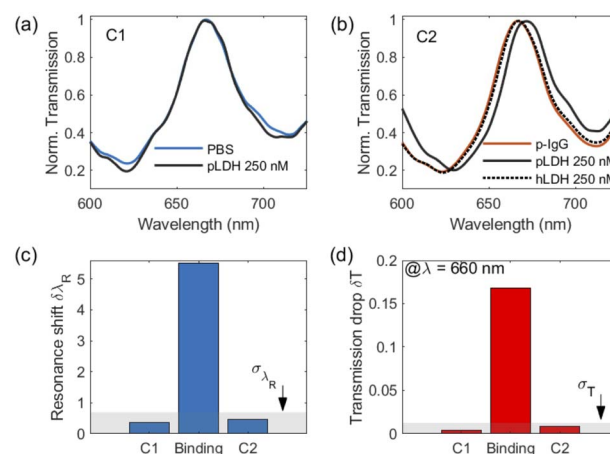 (a)
C1
Norm. Transmission
1
0.8
0.6
0.4
0.2
PBS
pLDH 250 nM
600
650
700
Wavelength (nm)
(b)
C2
Norm. Transmission
1
0.8
0.6
0.4
0.2
p-IgG
pLDH 250 nM
hLDH 250 nM
600
650
700
Wavelength (nm)
(c)
Resonance shift δλR
5
4
3
2
1
0
σλR
C1 Binding C2
(d)
@λ = 660 nm
Transmission drop δT
0.2
0.15
0.1
0.05
0
σT
C1 Binding C2